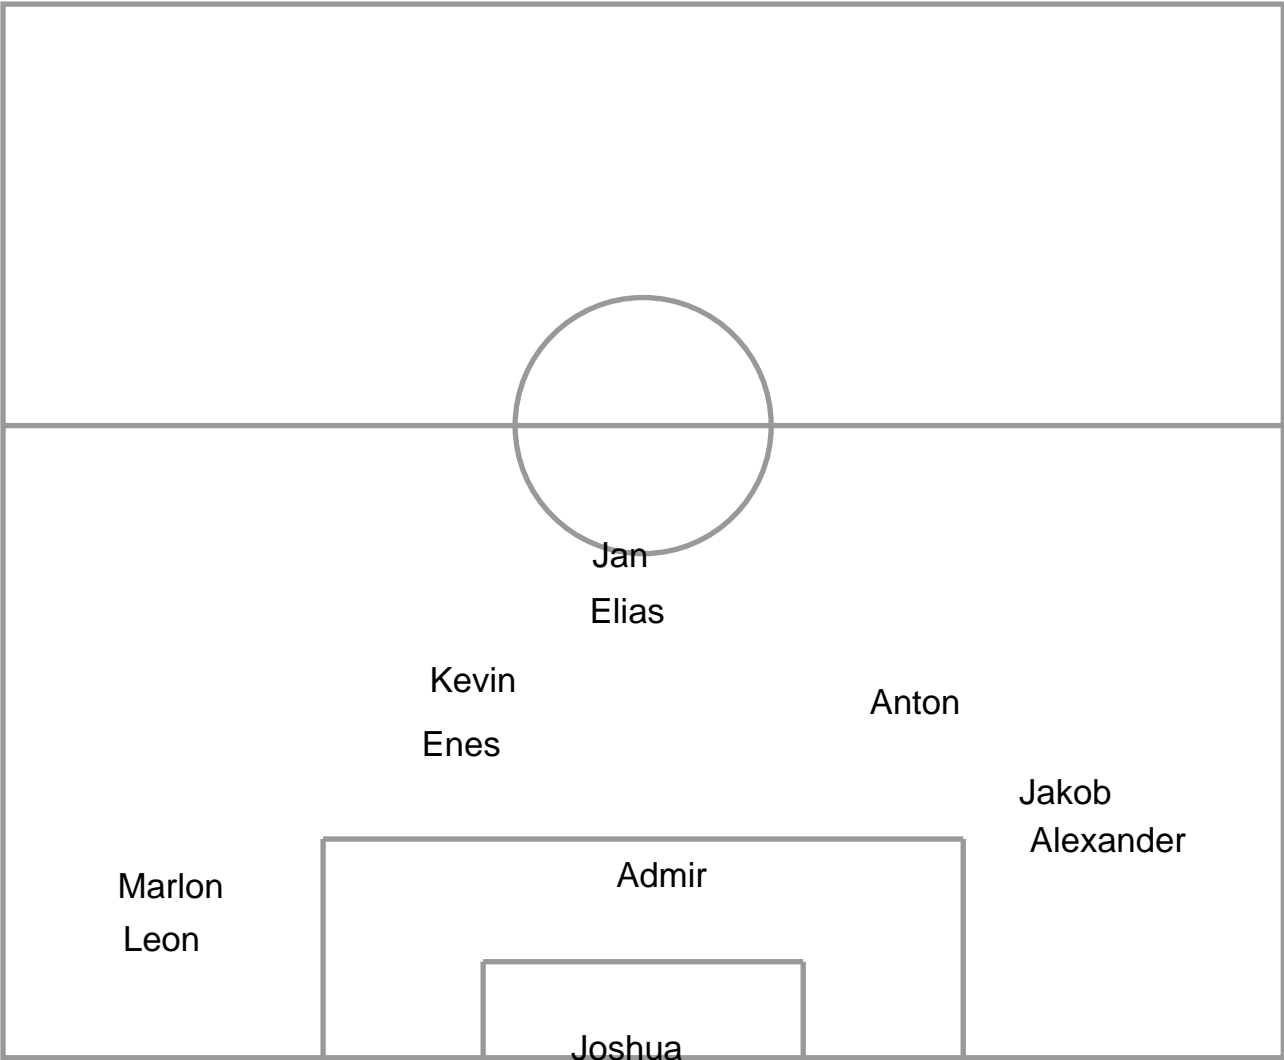 Jan
Elias
Kevin
Anton
Enes
Jakob
Alexander
Admir
Marlon
Leon
Joshua